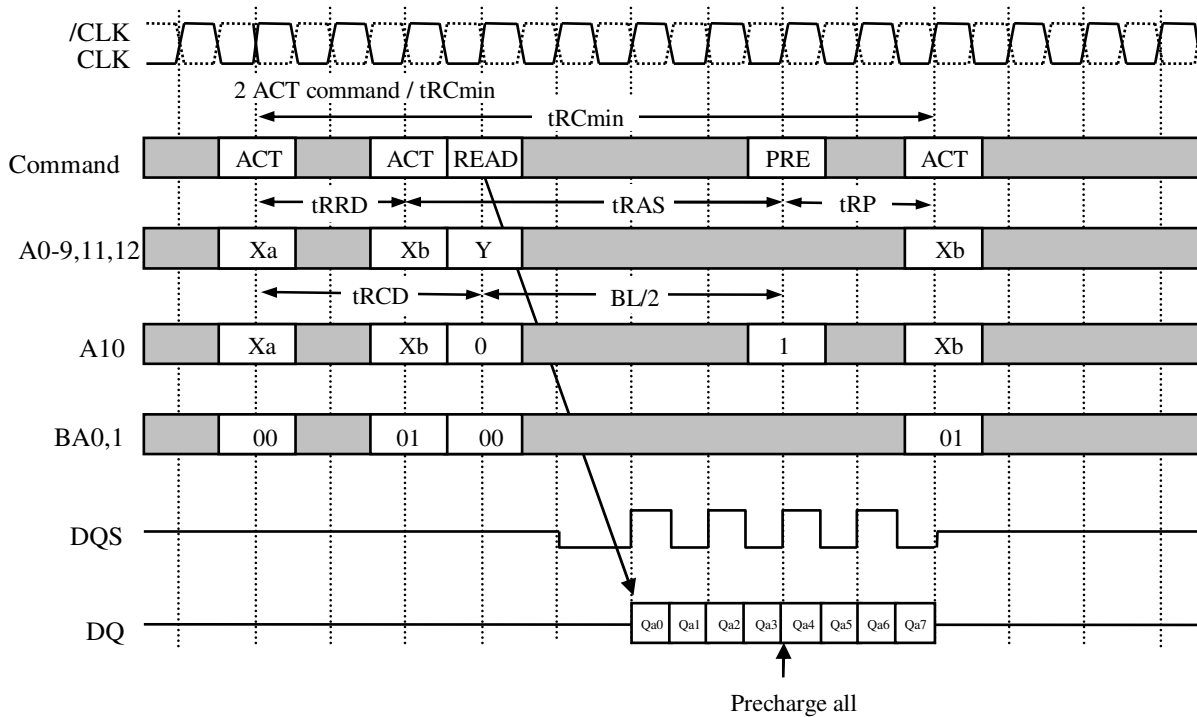 /CLK
CLK
2 ACT command / tRCmin
tRCmin
Command
ACT ACT READ PRE ACT
tRRD tRAS tRP
A0-9,11,12
Xa Xb Y Xb
tRCD BL/2
A10
Xa Xb 0 1 Xb
BA0,1
00 01 00 01
DQS
DQ
Qa0 Qa1 Qa2 Qa3 Qa4 Qa5 Qa6 Qa7
Precharge all